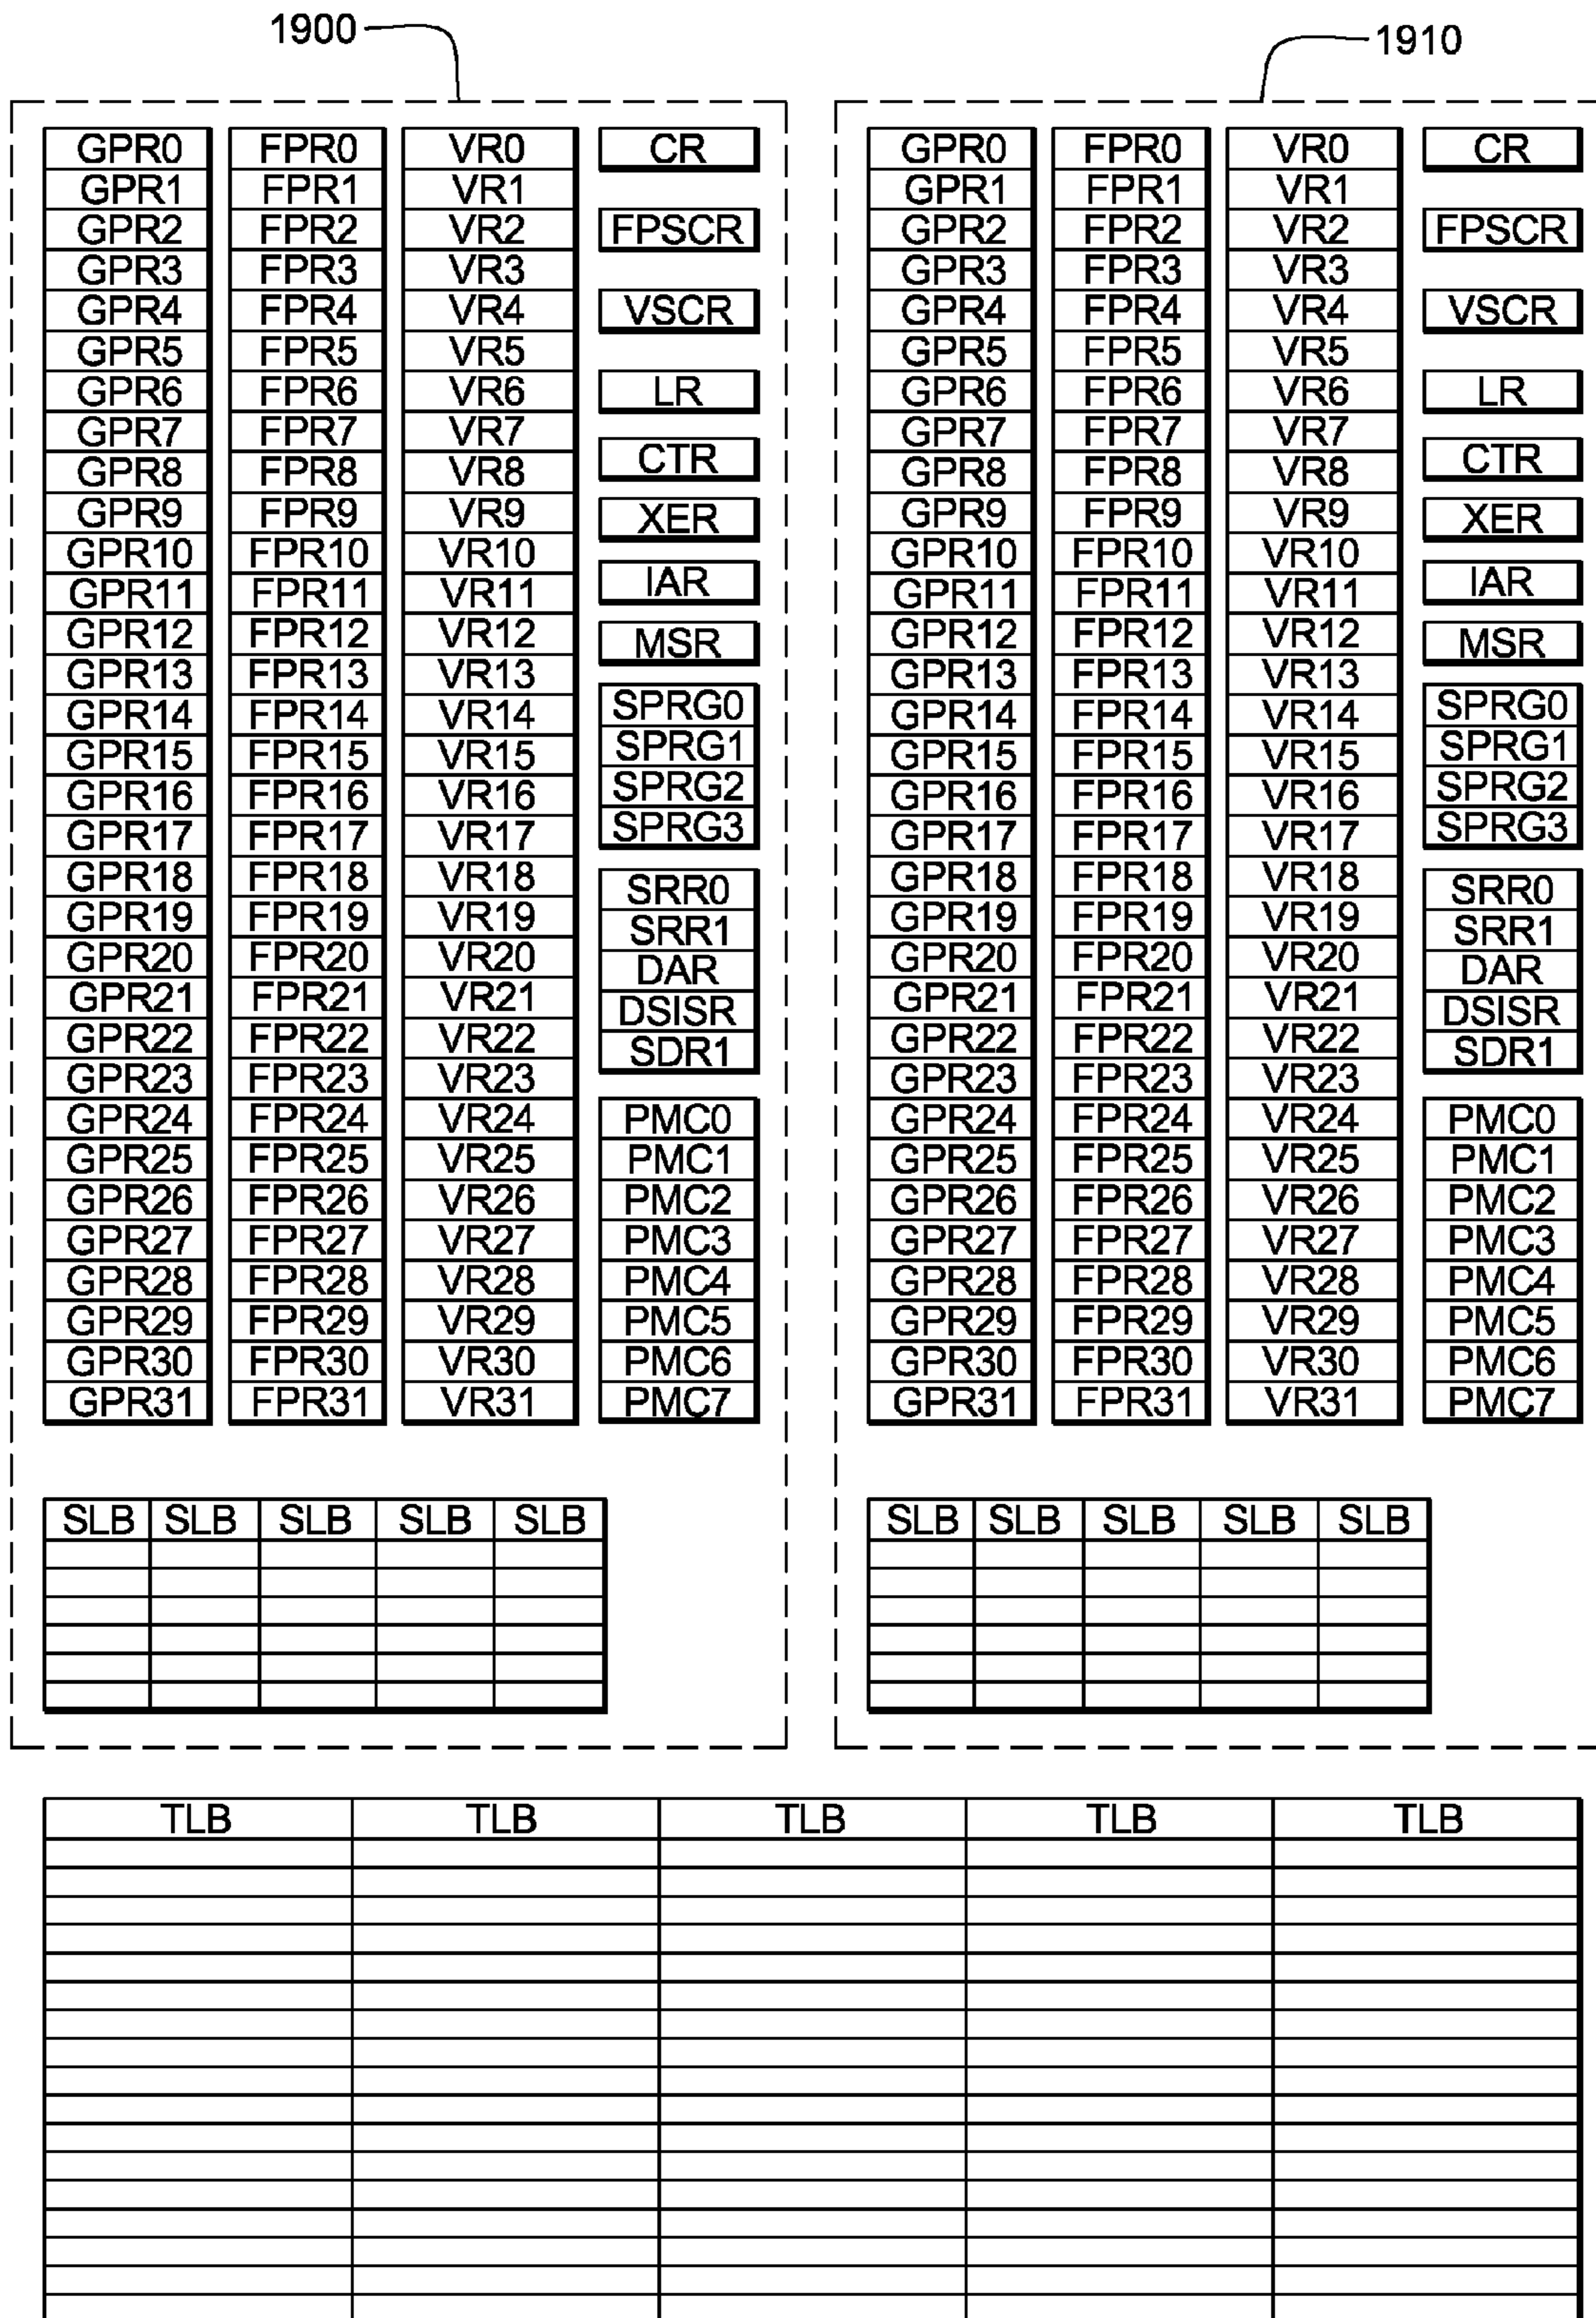 1900
1910
GPR0 FPR0 VR0 CR GPR0 FPR0 VR0 CR
GPR1 FPR1 VR1 GPR1 FPR1 VR1
GPR2 FPR2 VR2 FPSCR GPR2 FPR2 VR2 FPSCR
GPR3 FPR3 VR3 GPR3 FPR3 VR3
GPR4 FPR4 VR4 VSCR GPR4 FPR4 VR4 VSCR
GPR5 FPR5 VR5 GPR5 FPR5 VR5
GPR6 FPR6 VR6 LR GPR6 FPR6 VR6 LR
GPR7 FPR7 VR7 GPR7 FPR7 VR7
GPR8 FPR8 VR8 CTR GPR8 FPR8 VR8 CTR
GPR9 FPR9 VR9 XER GPR9 FPR9 VR9 XER
GPR10 FPR10 VR10 GPR10 FPR10 VR10
GPR11 FPR11 VR11 IAR GPR11 FPR11 VR11 IAR
GPR12 FPR12 VR12 MSR GPR12 FPR12 VR12 MSR
GPR13 FPR13 VR13 GPR13 FPR13 VR13
GPR14 FPR14 VR14 SPRG0 GPR14 FPR14 VR14 SPRG0
GPR15 FPR15 VR15 SPRG1 GPR15 FPR15 VR15 SPRG1
GPR16 FPR16 VR16 SPRG2 GPR16 FPR16 VR16 SPRG2
GPR17 FPR17 VR17 SPRG3 GPR17 FPR17 VR17 SPRG3
GPR18 FPR18 VR18 SRR0 GPR18 FPR18 VR18 SRR0
GPR19 FPR19 VR19 SRR1 GPR19 FPR19 VR19 SRR1
GPR20 FPR20 VR20 DAR GPR20 FPR20 VR20 DAR
GPR21 FPR21 VR21 DSISR GPR21 FPR21 VR21 DSISR
GPR22 FPR22 VR22 SDR1 GPR22 FPR22 VR22 SDR1
GPR23 FPR23 VR23 GPR23 FPR23 VR23
GPR24 FPR24 VR24 PMC0 GPR24 FPR24 VR24 PMC0
GPR25 FPR25 VR25 PMC1 GPR25 FPR25 VR25 PMC1
GPR26 FPR26 VR26 PMC2 GPR26 FPR26 VR26 PMC2
GPR27 FPR27 VR27 PMC3 GPR27 FPR27 VR27 PMC3
GPR28 FPR28 VR28 PMC4 GPR28 FPR28 VR28 PMC4
GPR29 FPR29 VR29 PMC5 GPR29 FPR29 VR29 PMC5
GPR30 FPR30 VR30 PMC6 GPR30 FPR30 VR30 PMC6
GPR31 FPR31 VR31 PMC7 GPR31 FPR31 VR31 PMC7
SLB SLB SLB SLB SLB SLB SLB SLB SLB SLB
TLB TLB TLB TLB TLB